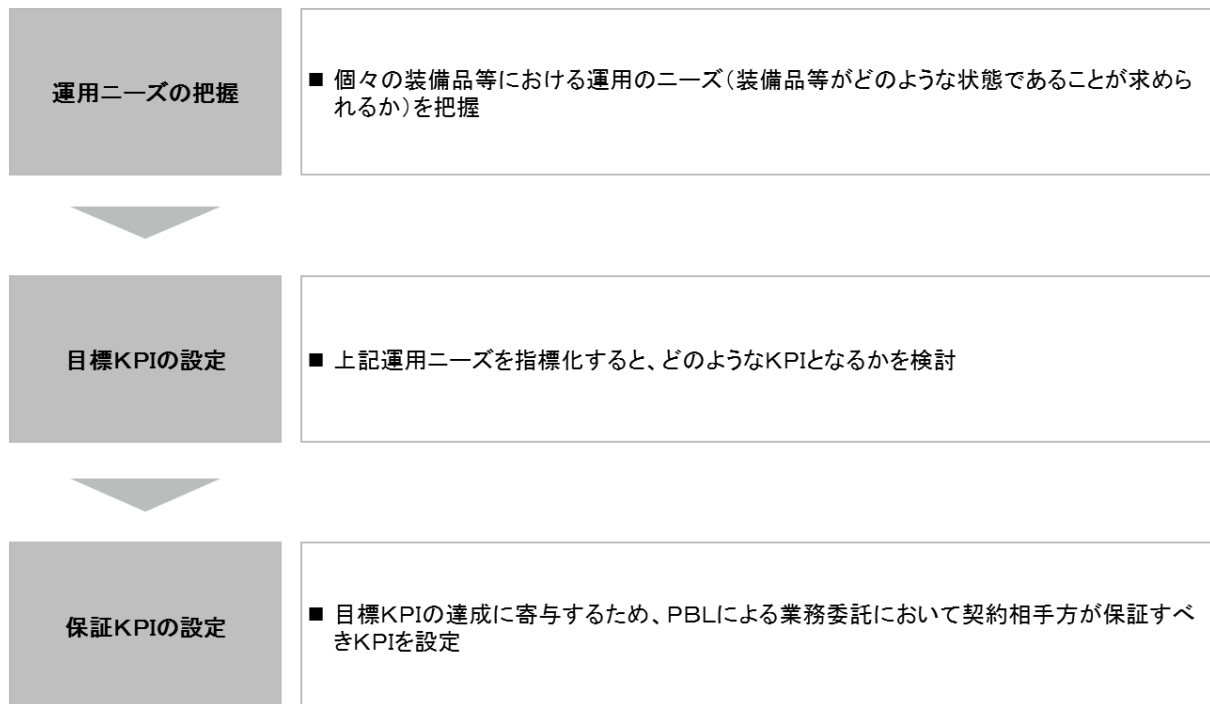 運用ニーズの把握
■ 個々の装備品等における運用のニーズ（装備品等がどのような状態であることが求めら
れるか）を把握
目標ＫＰＩの設定
■ 上記運用ニーズを指標化すると、どのようなＫＰＩとなるかを検討
保証ＫＰＩの設定
■ 目標ＫＰＩの達成に寄与するため、ＰＢＬによる業務委託において契約相手方が保証すべ
きＫＰＩを設定